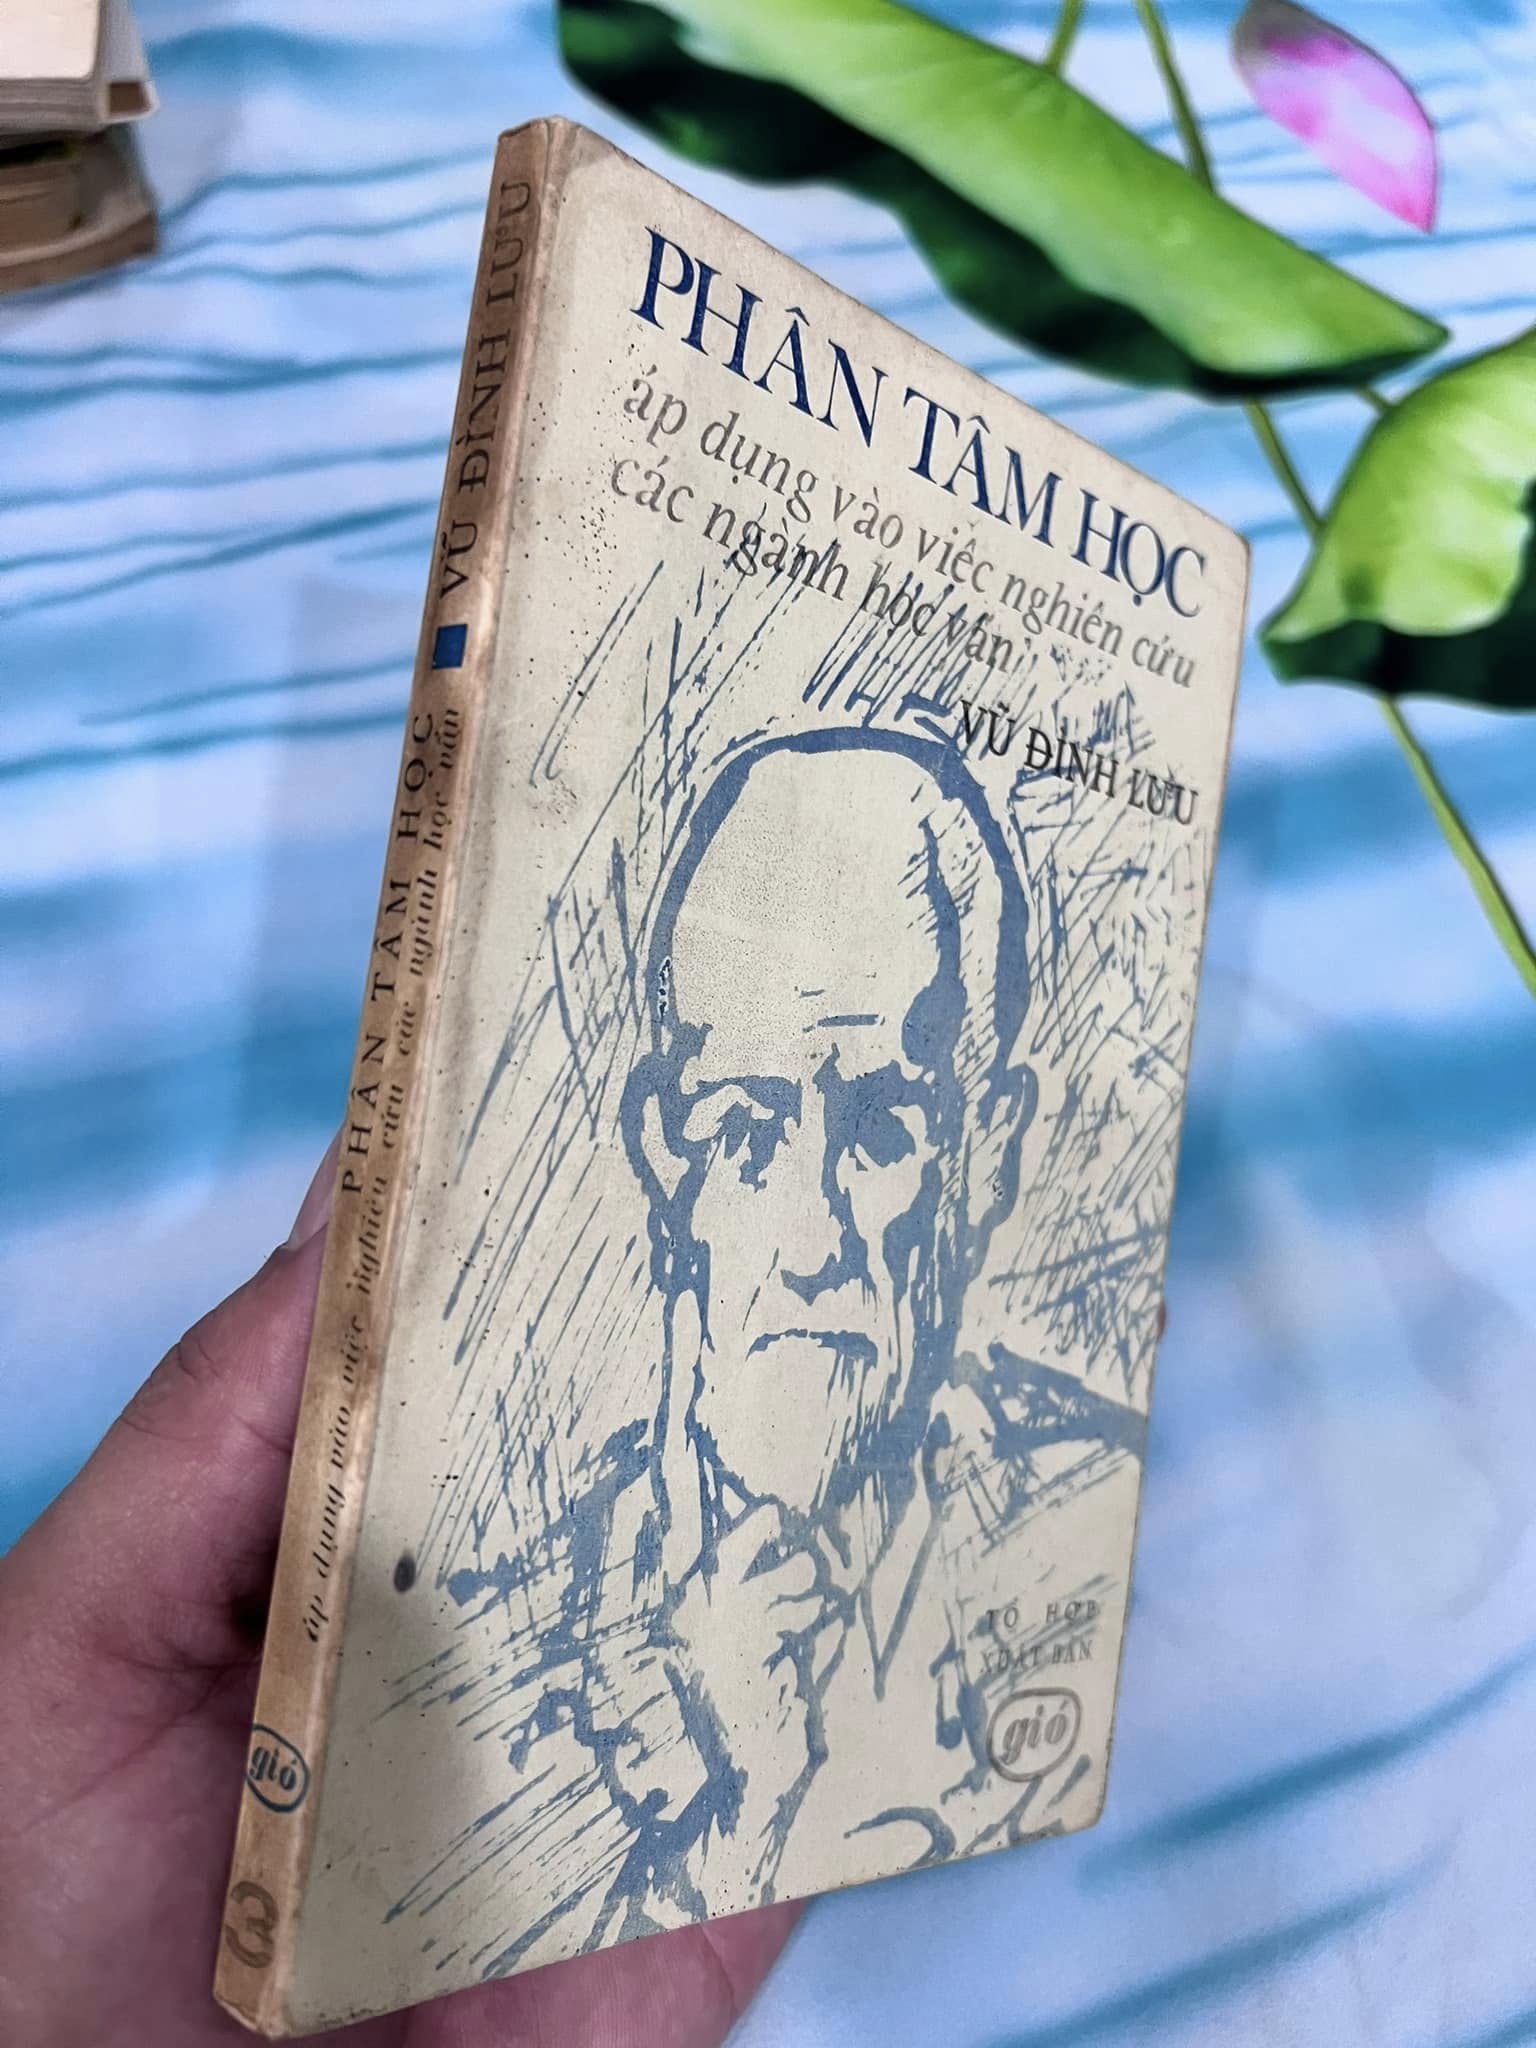 PHÂN TÂM HỌC
áp dụng vào việc nghiên cứu
các ngành học vấn
VŨ ĐÌNH LƯU
TỔ HỢP
XUẤT BẢN
gió
VŨ ĐÌNH LƯU
PHÂN TÂM HỌC
áp dụng vào việc nghiên cứu các ngành học vấn
gió
3